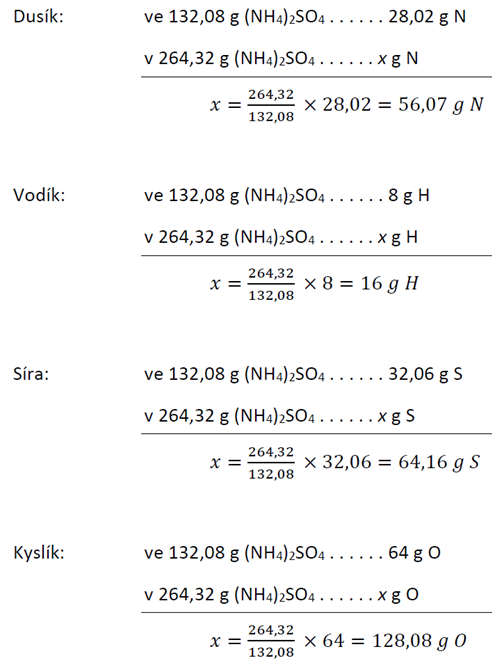 Dusík: ve 132,08 g (NH₄)₂SO₄ . . . . . . 28,02 g N
v 264,32 g (NH₄)₂SO₄ . . . . . . x g N
x = 264,32/132,08 × 28,02 = 56,07 g N
Vodík: ve 132,08 g (NH₄)₂SO₄ . . . . . . 8 g H
v 264,32 g (NH₄)₂SO₄ . . . . . . x g H
x = 264,32/132,08 × 8 = 16 g H
Síra: ve 132,08 g (NH₄)₂SO₄ . . . . . . 32,06 g S
v 264,32 g (NH₄)₂SO₄ . . . . . . x g S
x = 264,32/132,08 × 32,06 = 64,16 g S
Kyslík: ve 132,08 g (NH₄)₂SO₄ . . . . . . 64 g O
v 264,32 g (NH₄)₂SO₄ . . . . . . x g O
x = 264,32/132,08 × 64 = 128,08 g O